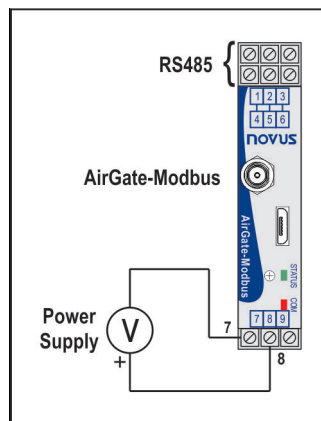 RS485
1 2 3
4 5 6
novus
AirGate-Modbus
AirGate-Modbus
STATUS
COM
Power
Supply
V
+
7
7 8 9
8